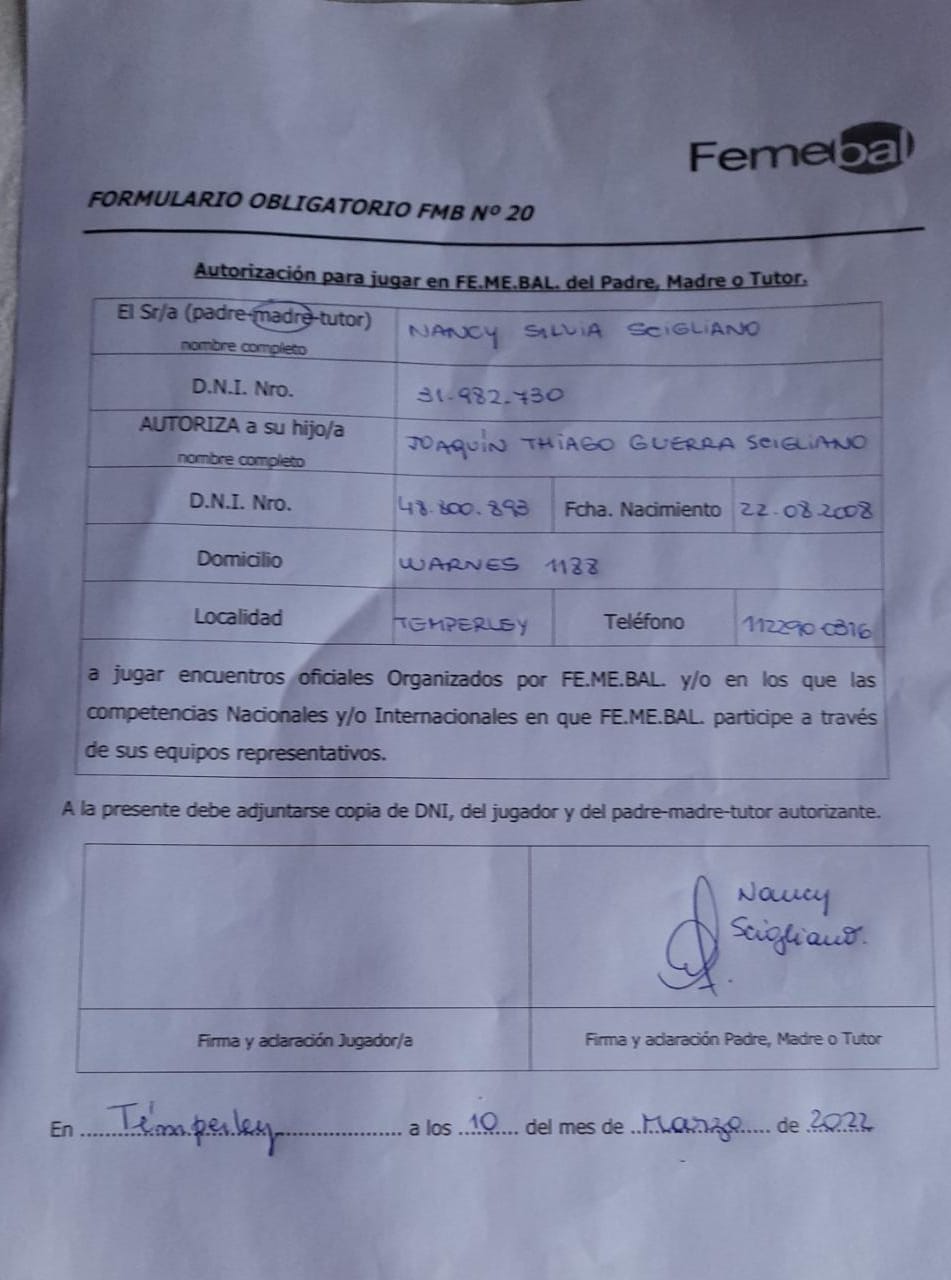 Femebal
FORMULARIO OBLIGATORIO FMB Nº 20
Autorización para jugar en FE.ME.BAL. del Padre, Madre o Tutor.
El Sr/a (padre-madre-tutor)
nombre completo
NANCY SILVIA SCIGLIANO
D.N.I. Nro. 31.982.730
AUTORIZA a su hijo/a
nombre completo
JOAQUÍN THIAGO GUERRA SCIGLIANO
D.N.I. Nro. 48.800.893 Fcha. Nacimiento 22.08.2008
Domicilio WARNES 1188
Localidad TEMPERLEY Teléfono 1122900816
a jugar encuentros oficiales Organizados por FE.ME.BAL. y/o en los que las
competencias Nacionales y/o Internacionales en que FE.ME.BAL. participe a través
de sus equipos representativos.
A la presente debe adjuntarse copia de DNI, del jugador y del padre-madre-tutor autorizante.
Nancy
Scigliano.
Firma y aclaración Jugador/a Firma y aclaración Padre, Madre o Tutor
En Témperley a los 10 del mes de Marzo de 2022